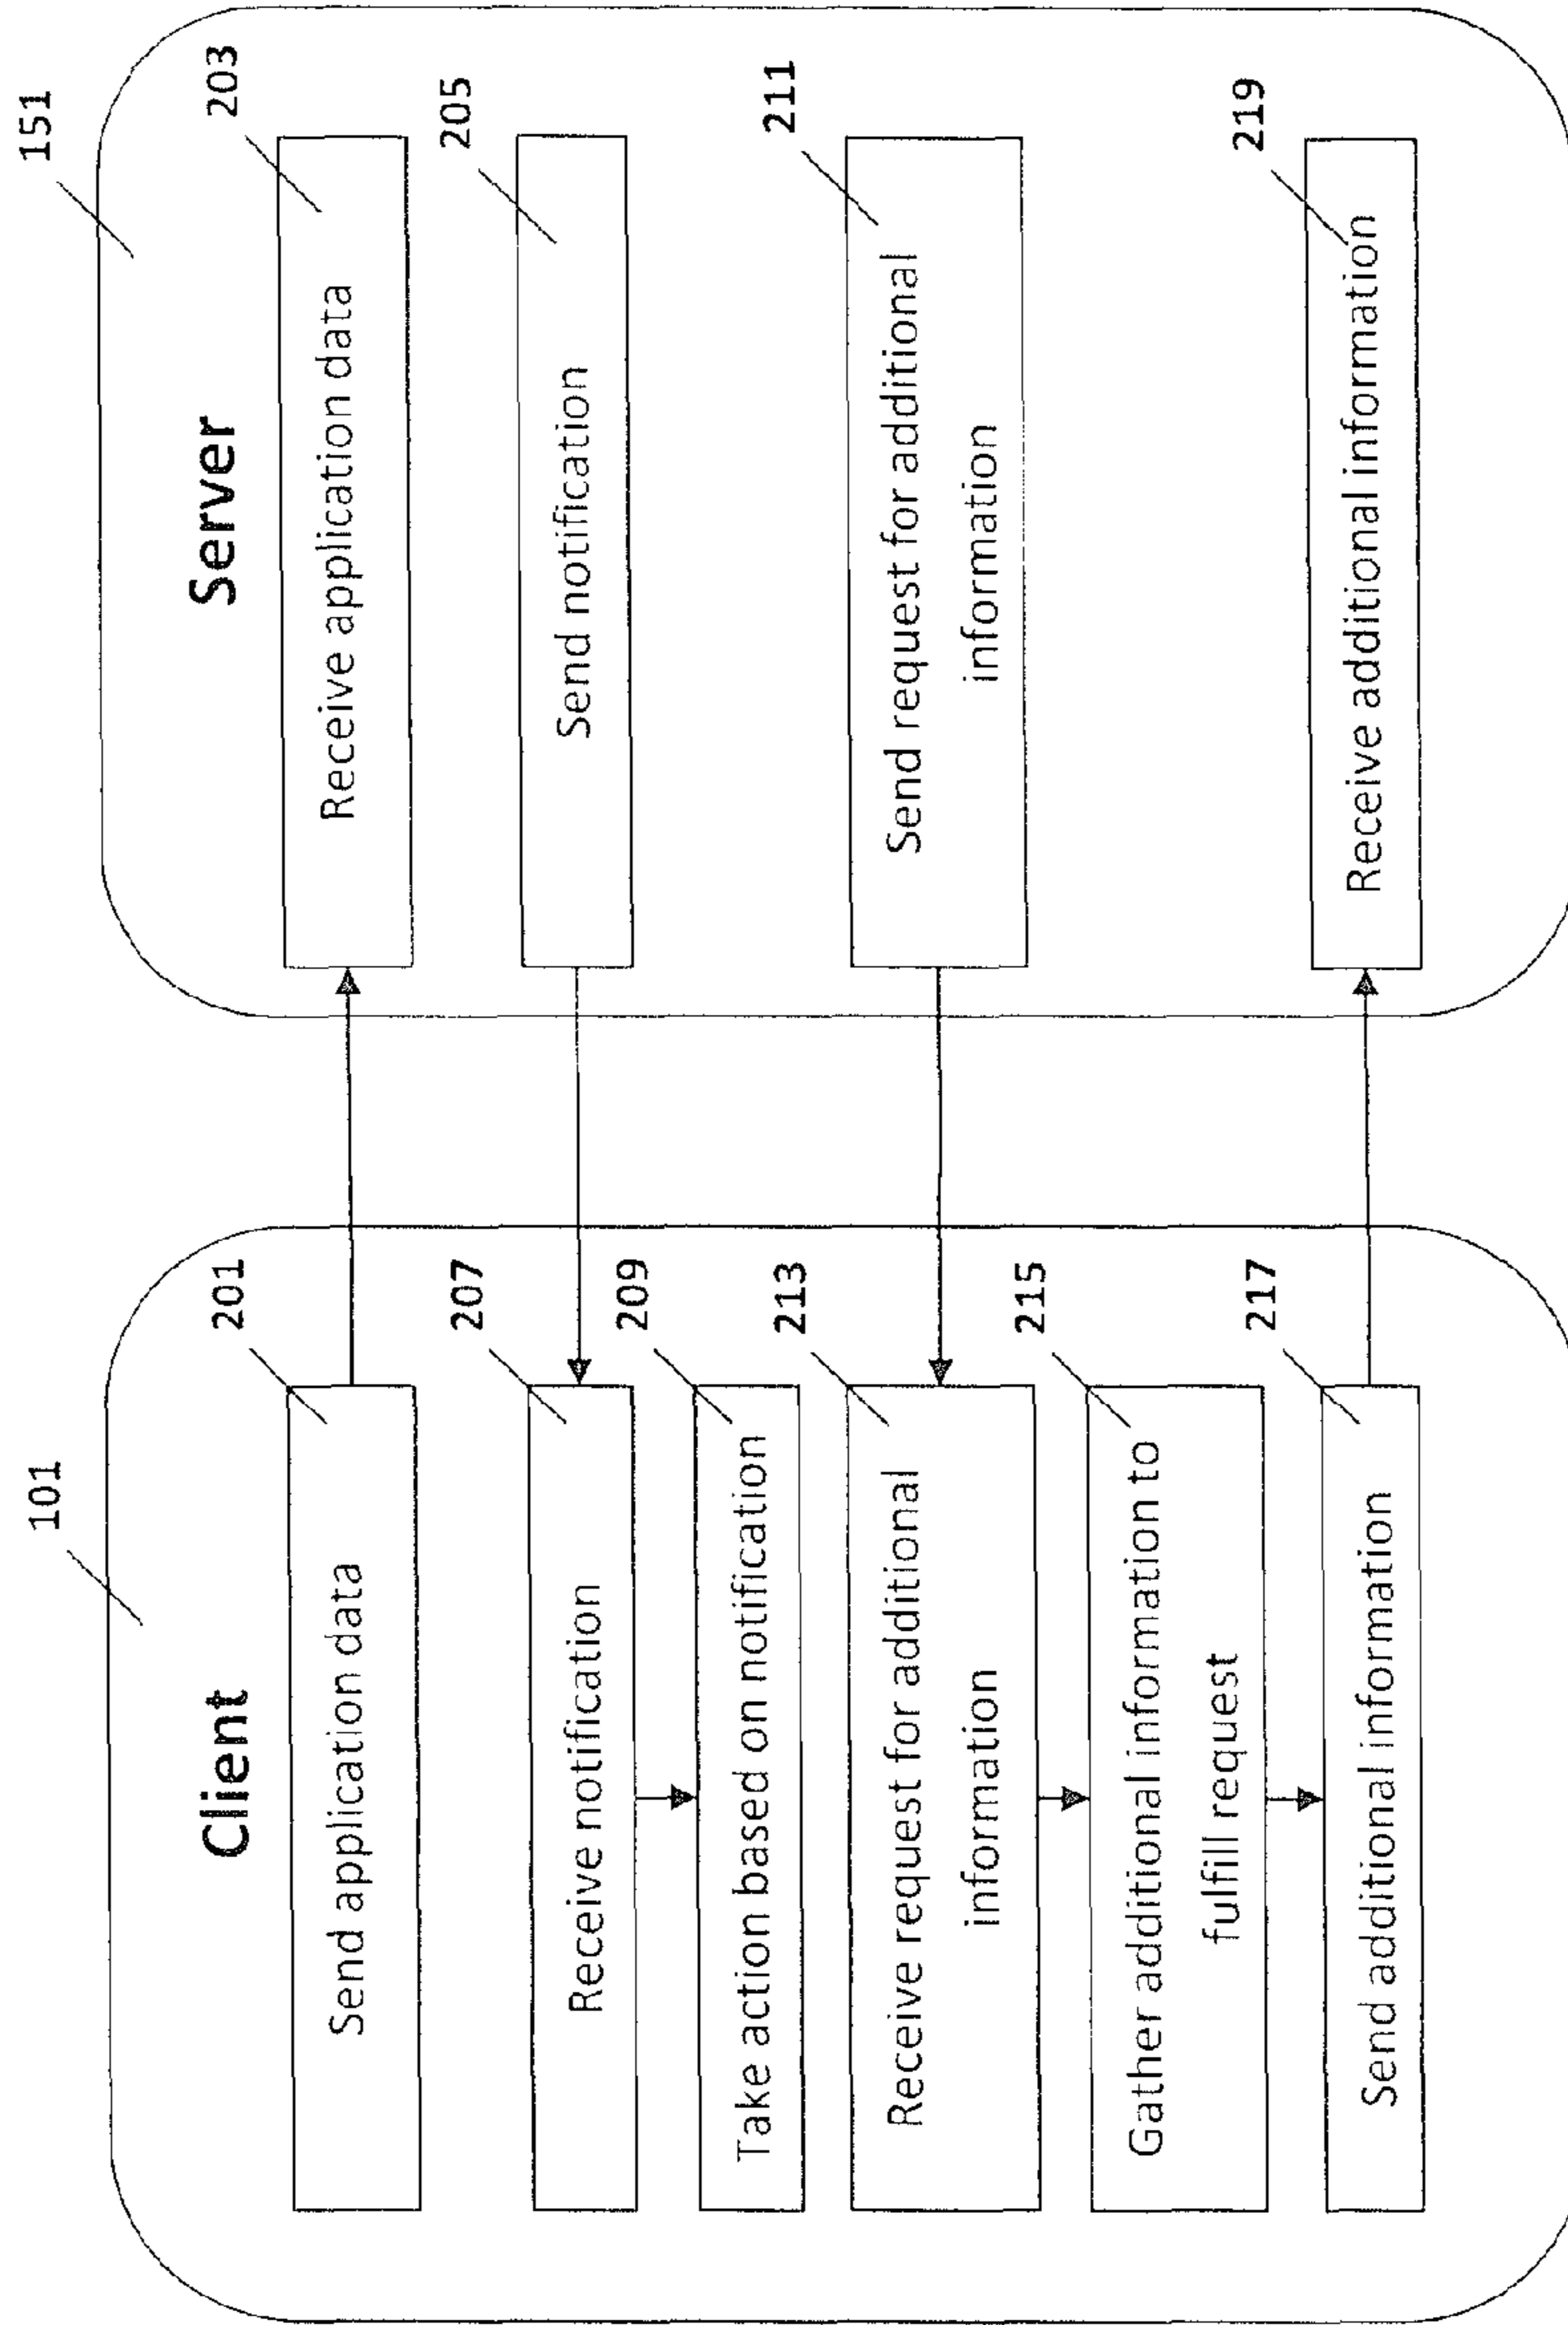 101
Client
201
Send application data
207
Receive notification
209
Take action based on notification
213
Receive request for additional
information
215
Gather additional information to
fulfill request
217
Send additional information
151
Server
203
Receive application data
205
Send notification
211
Send request for additional
information
219
Receive additional information